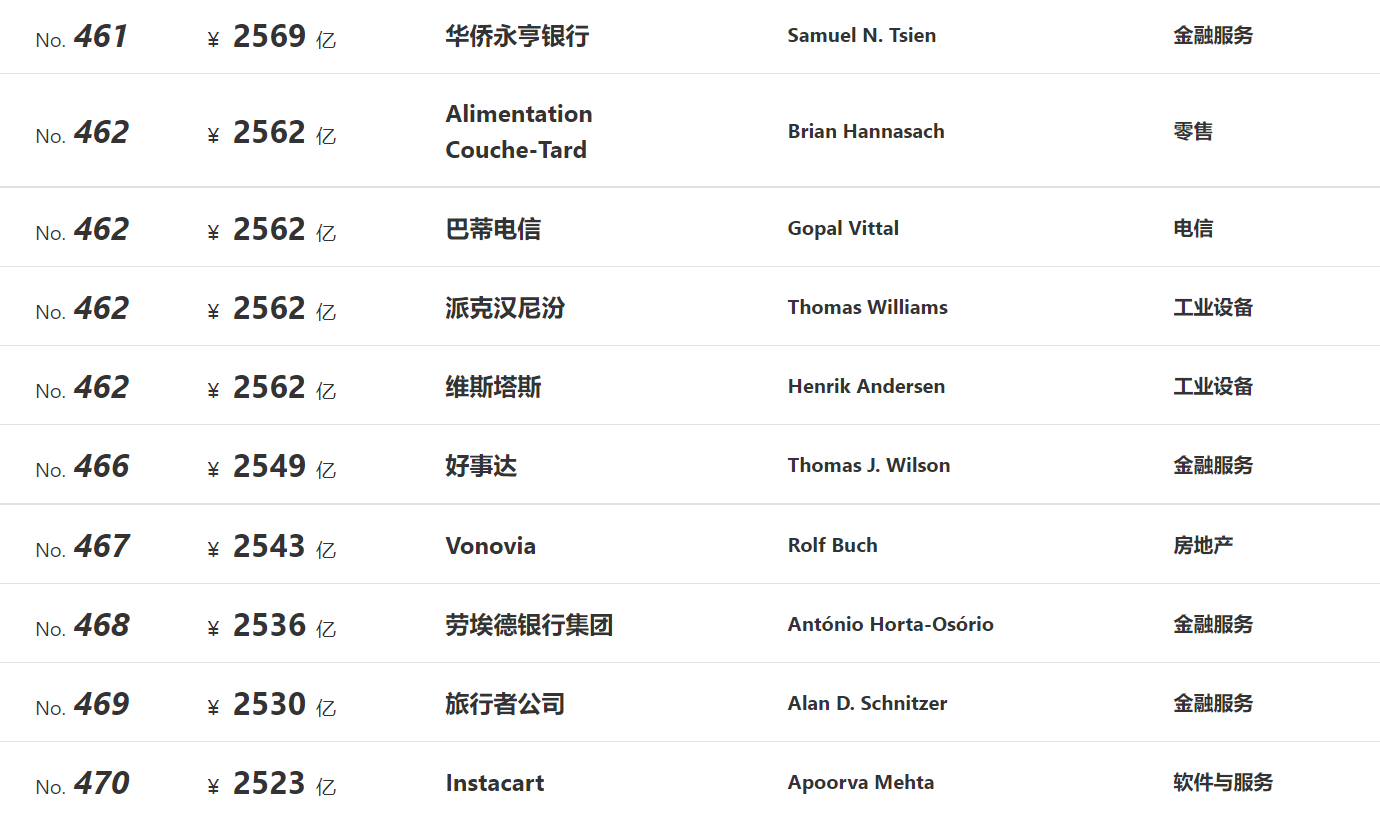 No. 461 ¥ 2569 亿 华侨永亨银行 Samuel N. Tsien 金融服务
No. 462 ¥ 2562 亿 Alimentation Couche-Tard Brian Hannasach 零售
No. 462 ¥ 2562 亿 巴蒂电信 Gopal Vittal 电信
No. 462 ¥ 2562 亿 派克汉尼汾 Thomas Williams 工业设备
No. 462 ¥ 2562 亿 维斯塔斯 Henrik Andersen 工业设备
No. 466 ¥ 2549 亿 好事达 Thomas J. Wilson 金融服务
No. 467 ¥ 2543 亿 Vonovia Rolf Buch 房地产
No. 468 ¥ 2536 亿 劳埃德银行集团 António Horta-Osório 金融服务
No. 469 ¥ 2530 亿 旅行者公司 Alan D. Schnitzer 金融服务
No. 470 ¥ 2523 亿 Instacart Apoorva Mehta 软件与服务